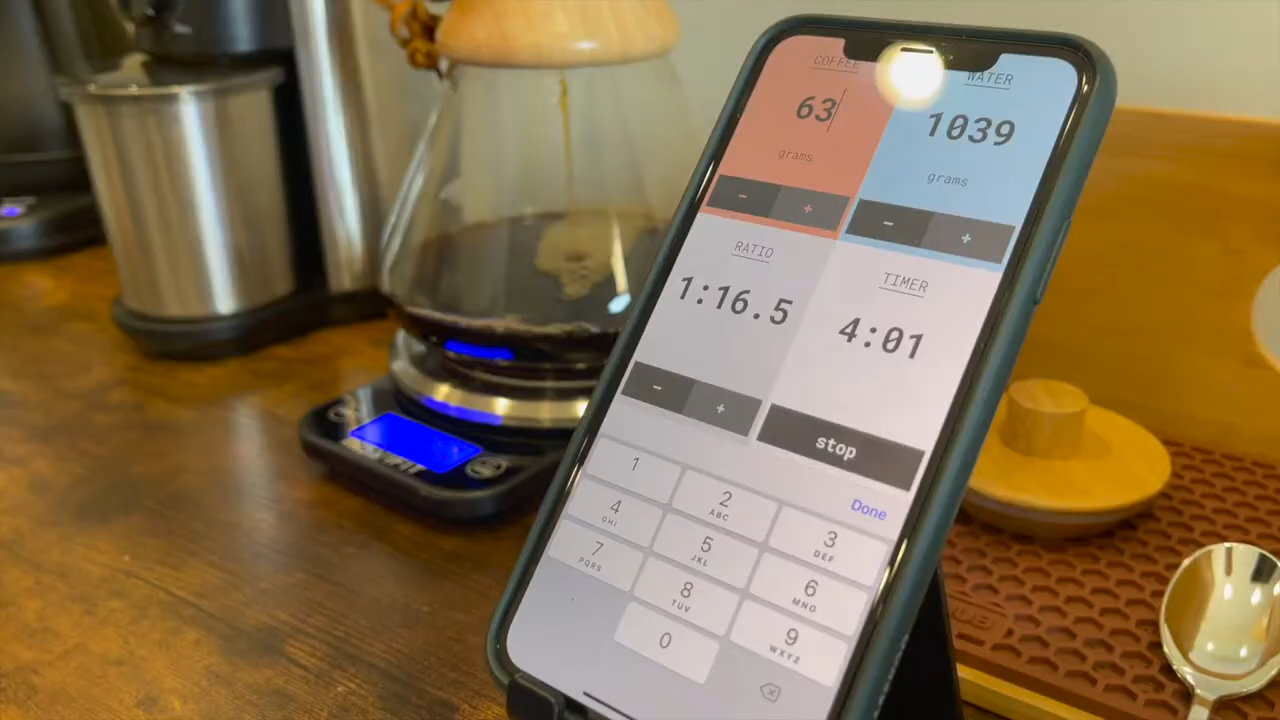 COFFEE
WATER
63
1039
grams
grams
- +
- +
RATIO
TIMER
1:16.5
4:01
- +
stop
Done
1
2
ABC
3
DEF
4
GHI
5
JKL
6
MNO
7
PQRS
8
TUV
9
WXYZ
0